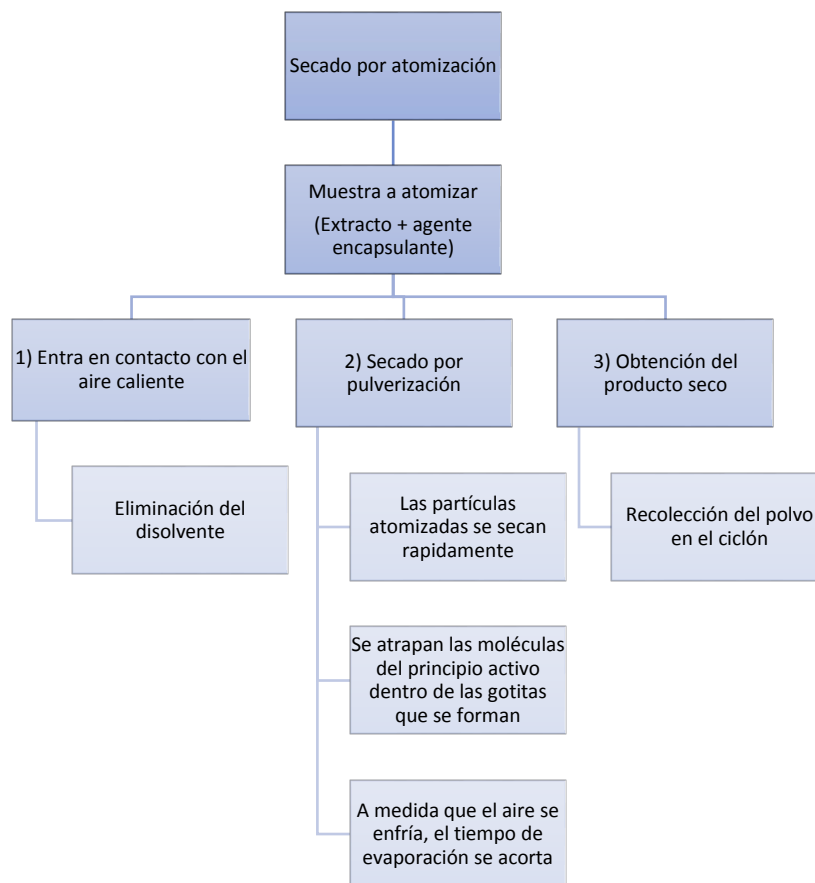 Secado por atomización
Muestra a atomizar
(Extracto + agente
encapsulante)
1) Entra en contacto con el
aire caliente
Eliminación del
disolvente
2) Secado por
pulverización
Las partículas
atomizadas se secan
rapidamente
Se atrapan las moléculas
del principio activo
dentro de las gotitas
que se forman
A medida que el aire se
enfría, el tiempo de
evaporación se acorta
3) Obtención del
producto seco
Recolección del polvo
en el ciclón